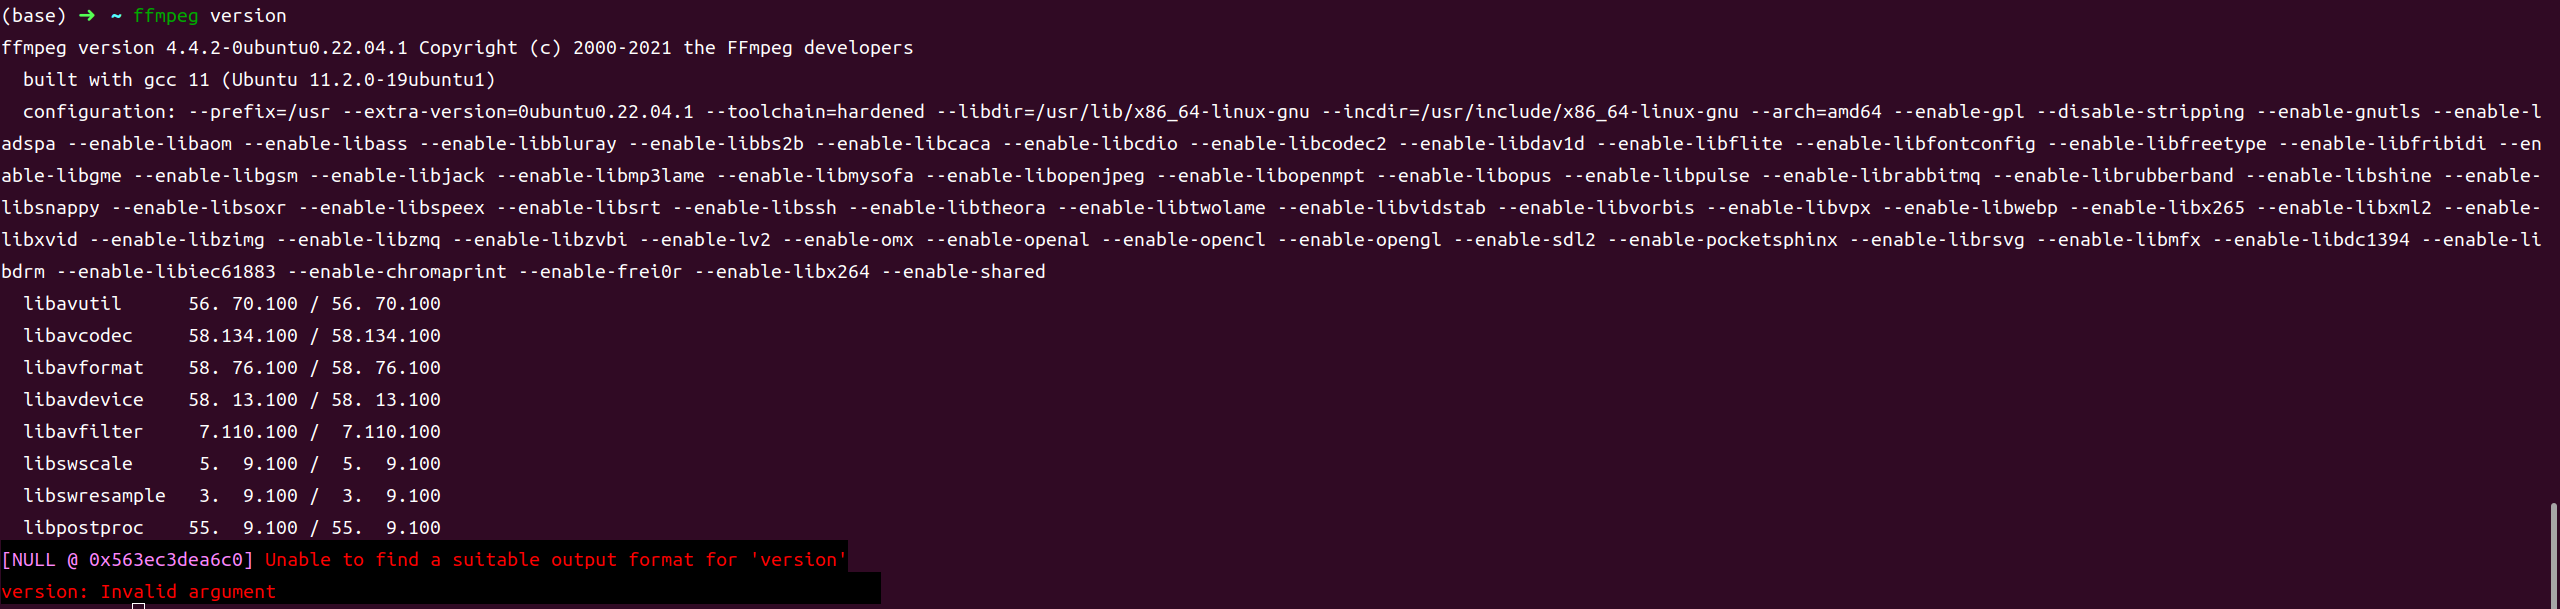 (base) ➜ ~ ffmpeg version
ffmpeg version 4.4.2-0ubuntu0.22.04.1 Copyright (c) 2000-2021 the FFmpeg developers
  built with gcc 11 (Ubuntu 11.2.0-19ubuntu1)
  configuration: --prefix=/usr --extra-version=0ubuntu0.22.04.1 --toolchain=hardened --libdir=/usr/lib/x86_64-linux-gnu --incdir=/usr/include/x86_64-linux-gnu --arch=amd64 --enable-gpl --disable-stripping --enable-gnutls --enable-l
adspa --enable-libaom --enable-libass --enable-libbluray --enable-libbs2b --enable-libcaca --enable-libcdio --enable-libcodec2 --enable-libdav1d --enable-libflite --enable-libfontconfig --enable-libfreetype --enable-libfribidi --en
able-libgme --enable-libgsm --enable-libjack --enable-libmp3lame --enable-libmysofa --enable-libopenjpeg --enable-libopenmpt --enable-libopus --enable-libpulse --enable-librabbitmq --enable-librubberband --enable-libshine --enable-
libsnappy --enable-libsoxr --enable-libspeex --enable-libsrt --enable-libssh --enable-libtheora --enable-libtwolame --enable-libvidstab --enable-libvorbis --enable-libvpx --enable-libwebp --enable-libx265 --enable-libxml2 --enable-
libxvid --enable-libzimg --enable-libzmq --enable-libzvbi --enable-lv2 --enable-omx --enable-openal --enable-opencl --enable-opengl --enable-sdl2 --enable-pocketsphinx --enable-librsvg --enable-libmfx --enable-libdc1394 --enable-li
bdrm --enable-libiec61883 --enable-chromaprint --enable-frei0r --enable-libx264 --enable-shared
  libavutil      56. 70.100 / 56. 70.100
  libavcodec     58.134.100 / 58.134.100
  libavformat    58. 76.100 / 58. 76.100
  libavdevice    58. 13.100 / 58. 13.100
  libavfilter     7.110.100 /  7.110.100
  libswscale      5.  9.100 /  5.  9.100
  libswresample   3.  9.100 /  3.  9.100
  libpostproc    55.  9.100 / 55.  9.100
[NULL @ 0x563ec3dea6c0] Unable to find a suitable output format for 'version'
version: Invalid argument